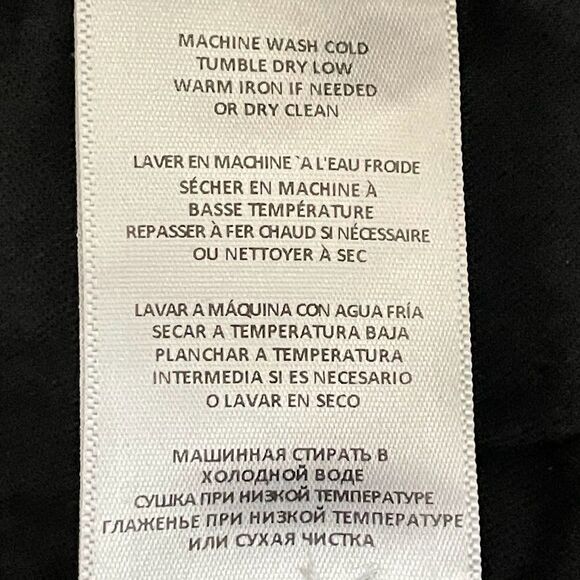 MACHINE WASH COLD
TUMBLE DRY LOW
WARM IRON IF NEEDED
OR DRY CLEAN
LAVER EN MACHINE `A L'EAU FROIDE
SÉCHER EN MACHINE À
BASSE TEMPÉRATURE
REPASSER À FER CHAUD SI NÉCESSAIRE
OU NETTOYER À SEC
LAVAR A MÁQUINA CON AGUA FRÍA
SECAR A TEMPERATURA BAJA
PLANCHAR A TEMPERATURA
INTERMEDIA SI ES NECESARIO
O LAVAR EN SECO
МАШИННАЯ СТИРАТЬ В
ХОЛОДНОЙ ВОДЕ
СУШКА ПРИ НИЗКОЙ ТЕМПЕРАТУРЕ
ГЛАЖЕНЬЕ ПРИ НИЗКОЙ ТЕМПЕРАТУРЕ
ИЛИ СУХАЯ ЧИСТКА